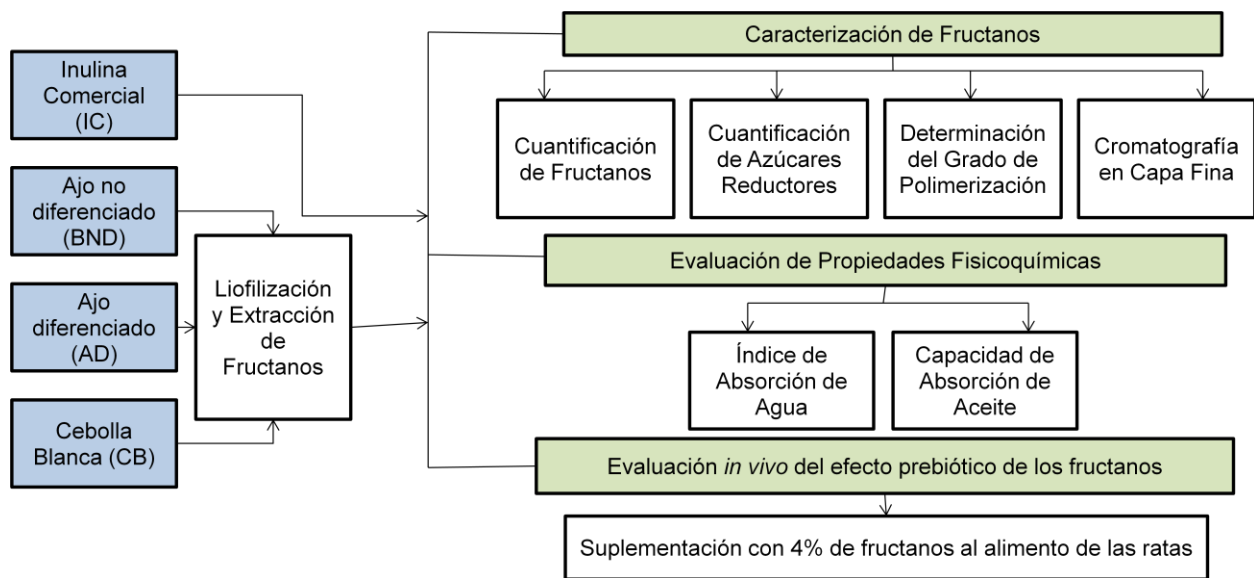 Inulina
Comercial
(IC)
Ajo no
diferenciado
(BND)
Ajo
diferenciado
(AD)
Cebolla
Blanca (CB)
Liofilización
y Extracción
de
Fructanos
Caracterización de Fructanos
Cuantificación
de Fructanos
Cuantificación
de Azúcares
Reductores
Determinación
del Grado de
Polimerización
Cromatografía
en Capa Fina
Evaluación de Propiedades Fisicoquímicas
Índice de
Absorción de
Agua
Capacidad de
Absorción de
Aceite
Evaluación in vivo del efecto prebiótico de los fructanos
Suplementación con 4% de fructanos al alimento de las ratas